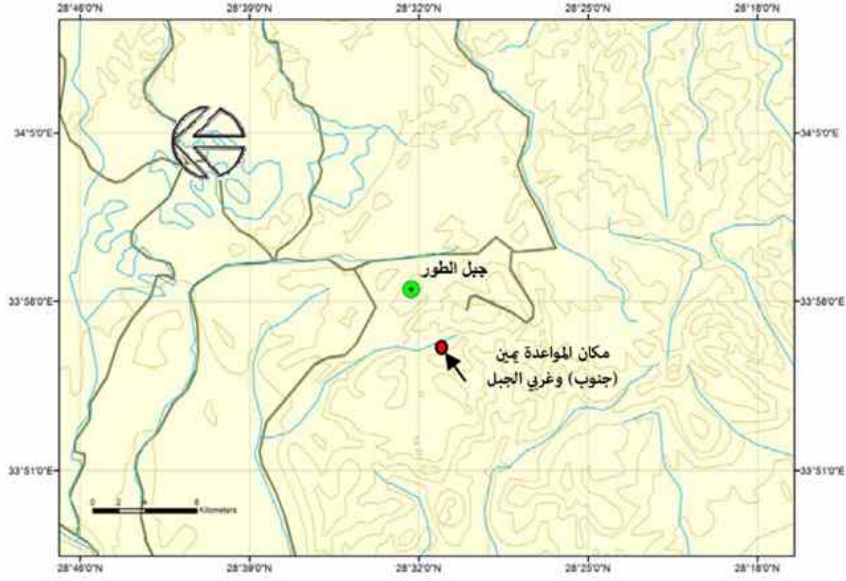 28°46'0"N 28°39'0"N 28°32'0"N 28°25'0"N 28°18'0"N
34°5'0"E 34°5'0"E
جبل الطور
33°58'0"E 33°58'0"E
مكان المواعدة يمين
(جنوب) وغربي الجبل
33°51'0"E 33°51'0"E
0 2 4 8
Kilometers
28°46'0"N 28°39'0"N 28°32'0"N 28°25'0"N 28°18'0"N